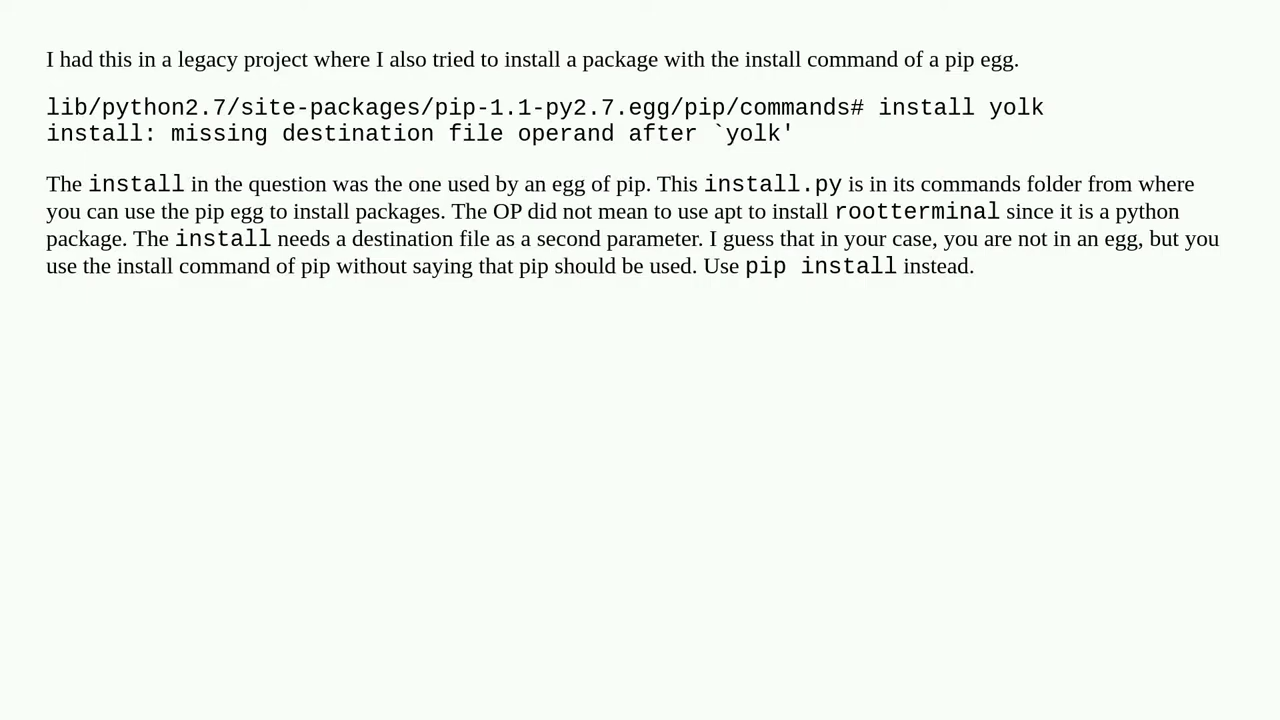 I had this in a legacy project where I also tried to install a package with the install command of a pip egg.
lib/python2.7/site-packages/pip-1.1-py2.7.egg/pip/commands# install yolk
install: missing destination file operand after `yolk'
The install in the question was the one used by an egg of pip. This install.py is in its commands folder from where
you can use the pip egg to install packages. The OP did not mean to use apt to install rootterminal since it is a python
package. The install needs a destination file as a second parameter. I guess that in your case, you are not in an egg, but you
use the install command of pip without saying that pip should be used. Use pip install instead.